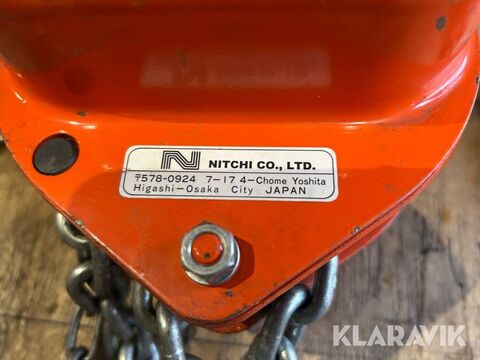 N NITCHI CO., LTD.
〒578-0924 7-17 4-Chome Yoshita
Higashi-Osaka City JAPAN
KLARAVIK